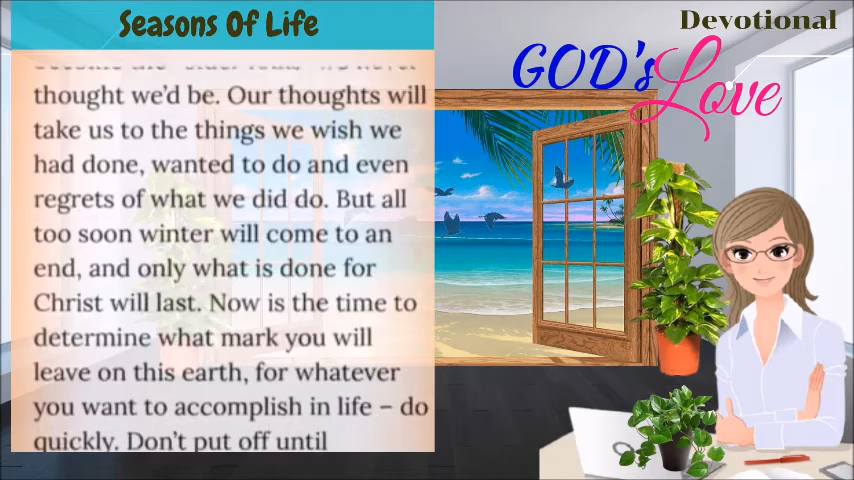 Seasons Of Life
Devotional
GOD's
Love
thought we'd be. Our thoughts will
take us to the things we wish we
had done, wanted to do and even
regrets of what we did do. But all
too soon winter will come to an
end, and only what is done for
Christ will last. Now is the time to
determine what mark you will
leave on this earth, for whatever
you want to accomplish in life – do
quickly. Don't put off until